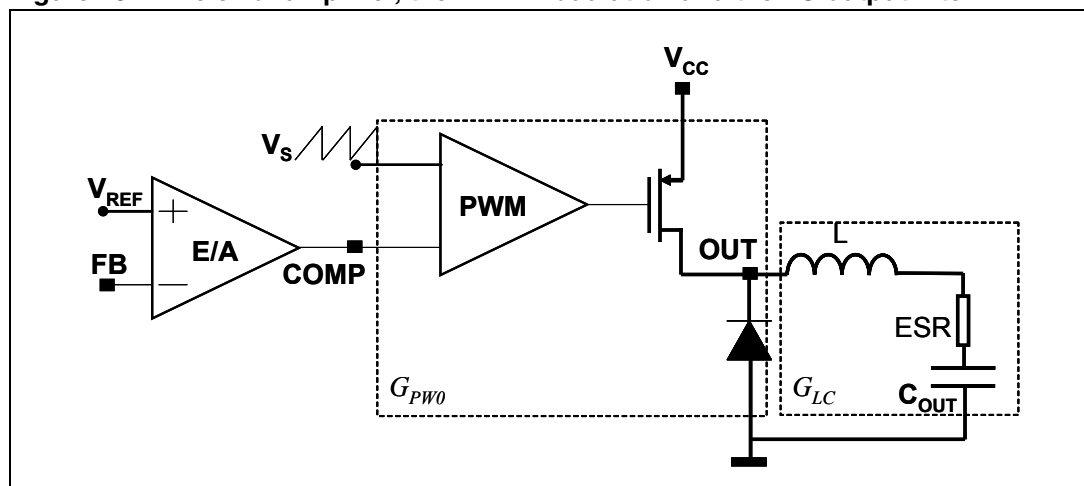 V_CC
V_S
V_REF
+
PWM
E/A
OUT
L
FB
−
COMP
ESR
G_PW0
G_LC
C_OUT